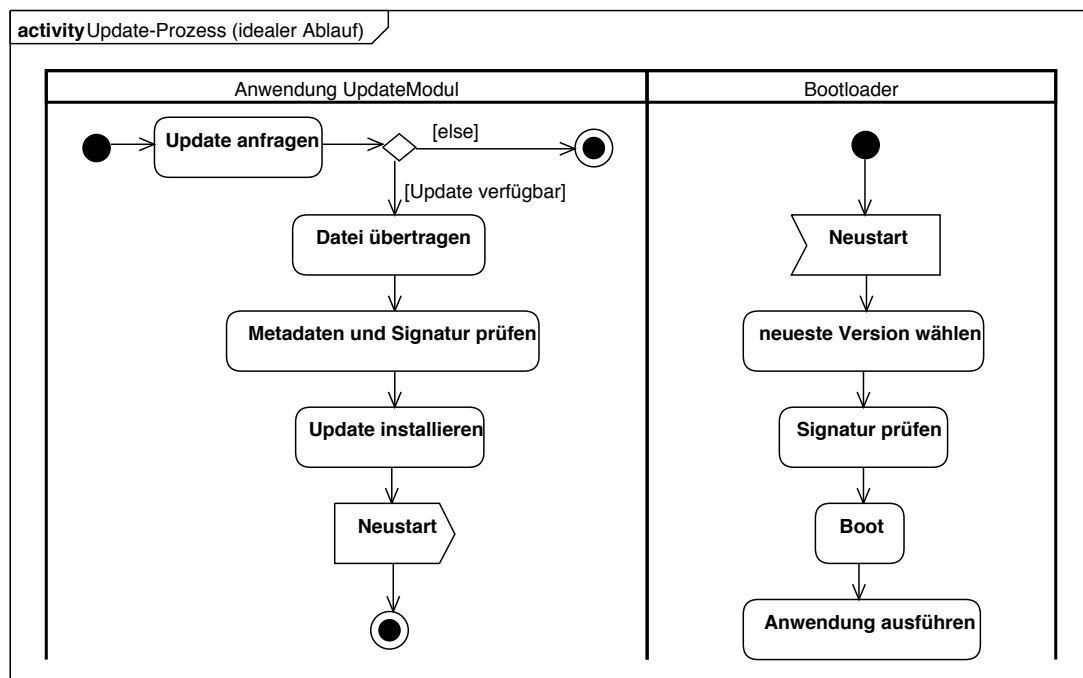 activity Update-Prozess (idealer Ablauf)
Anwendung UpdateModul
Bootloader
Update anfragen
[else]
[Update verfügbar]
Datei übertragen
Metadaten und Signatur prüfen
Update installieren
Neustart
Neustart
neueste Version wählen
Signatur prüfen
Boot
Anwendung ausführen